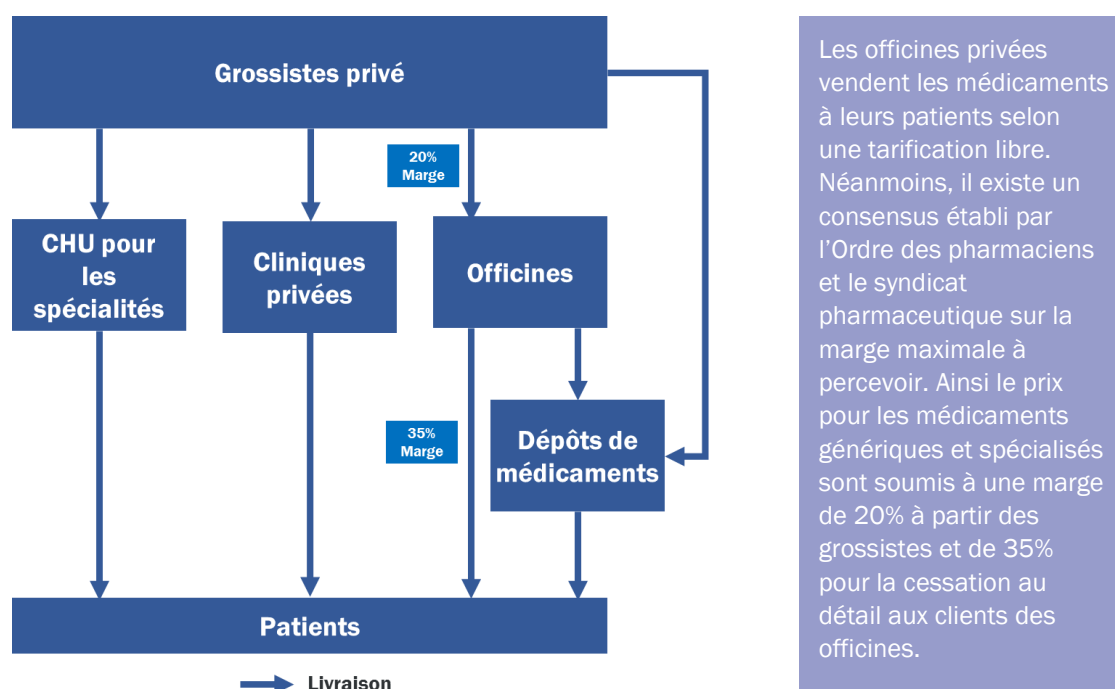 Grossistes privé
20%
Marge
CHU pour
les
spécialités
Cliniques
privées
Officines
35%
Marge
Dépôts de
médicaments
Patients
Livraison
Les officines privées
vendent les médicaments
à leurs patients selon
une tarification libre.
Néanmoins, il existe un
consensus établi par
l'Ordre des pharmaciens
et le syndicat
pharmaceutique sur la
marge maximale à
percevoir. Ainsi le prix
pour les médicaments
génériques et spécialisés
sont soumis à une marge
de 20% à partir des
grossistes et de 35%
pour la cessation au
détail aux clients des
officines.